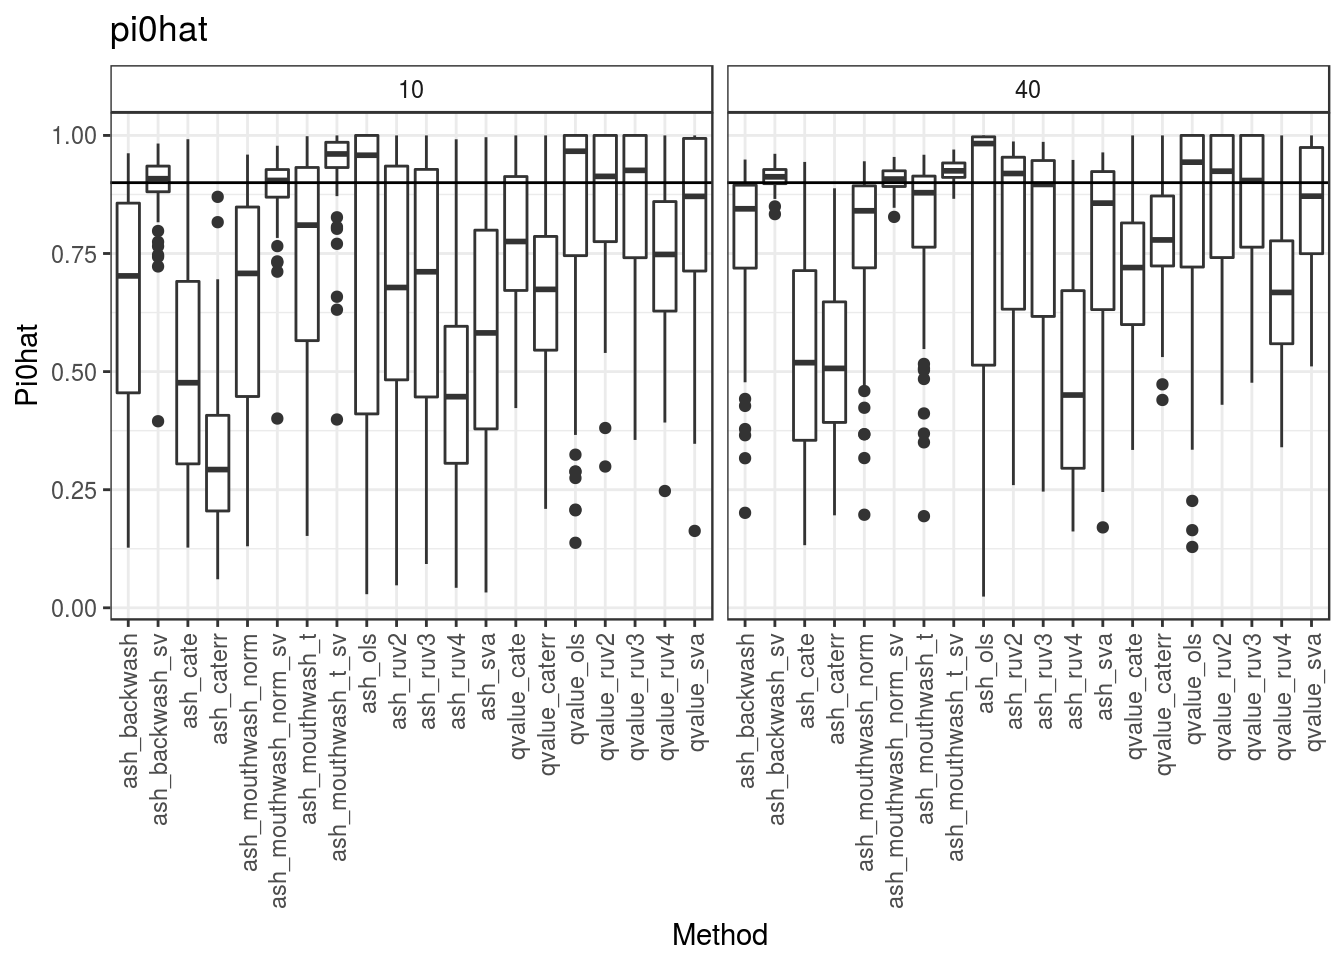 pi0hat
10
40
Pi0hat
1.00
0.75
0.50
0.25
0.00
ash_backwash
ash_backwash_sv
ash_cate
ash_caterr
ash_mouthwash_norm
ash_mouthwash_norm_sv
ash_mouthwash_t
ash_mouthwash_t_sv
ash_ols
ash_ruv2
ash_ruv3
ash_ruv4
ash_sva
qvalue_cate
qvalue_caterr
qvalue_ols
qvalue_ruv2
qvalue_ruv3
qvalue_ruv4
qvalue_sva
ash_backwash
ash_backwash_sv
ash_cate
ash_caterr
ash_mouthwash_norm
ash_mouthwash_norm_sv
ash_mouthwash_t
ash_mouthwash_t_sv
ash_ols
ash_ruv2
ash_ruv3
ash_ruv4
ash_sva
qvalue_cate
qvalue_caterr
qvalue_ols
qvalue_ruv2
qvalue_ruv3
qvalue_ruv4
qvalue_sva
Method